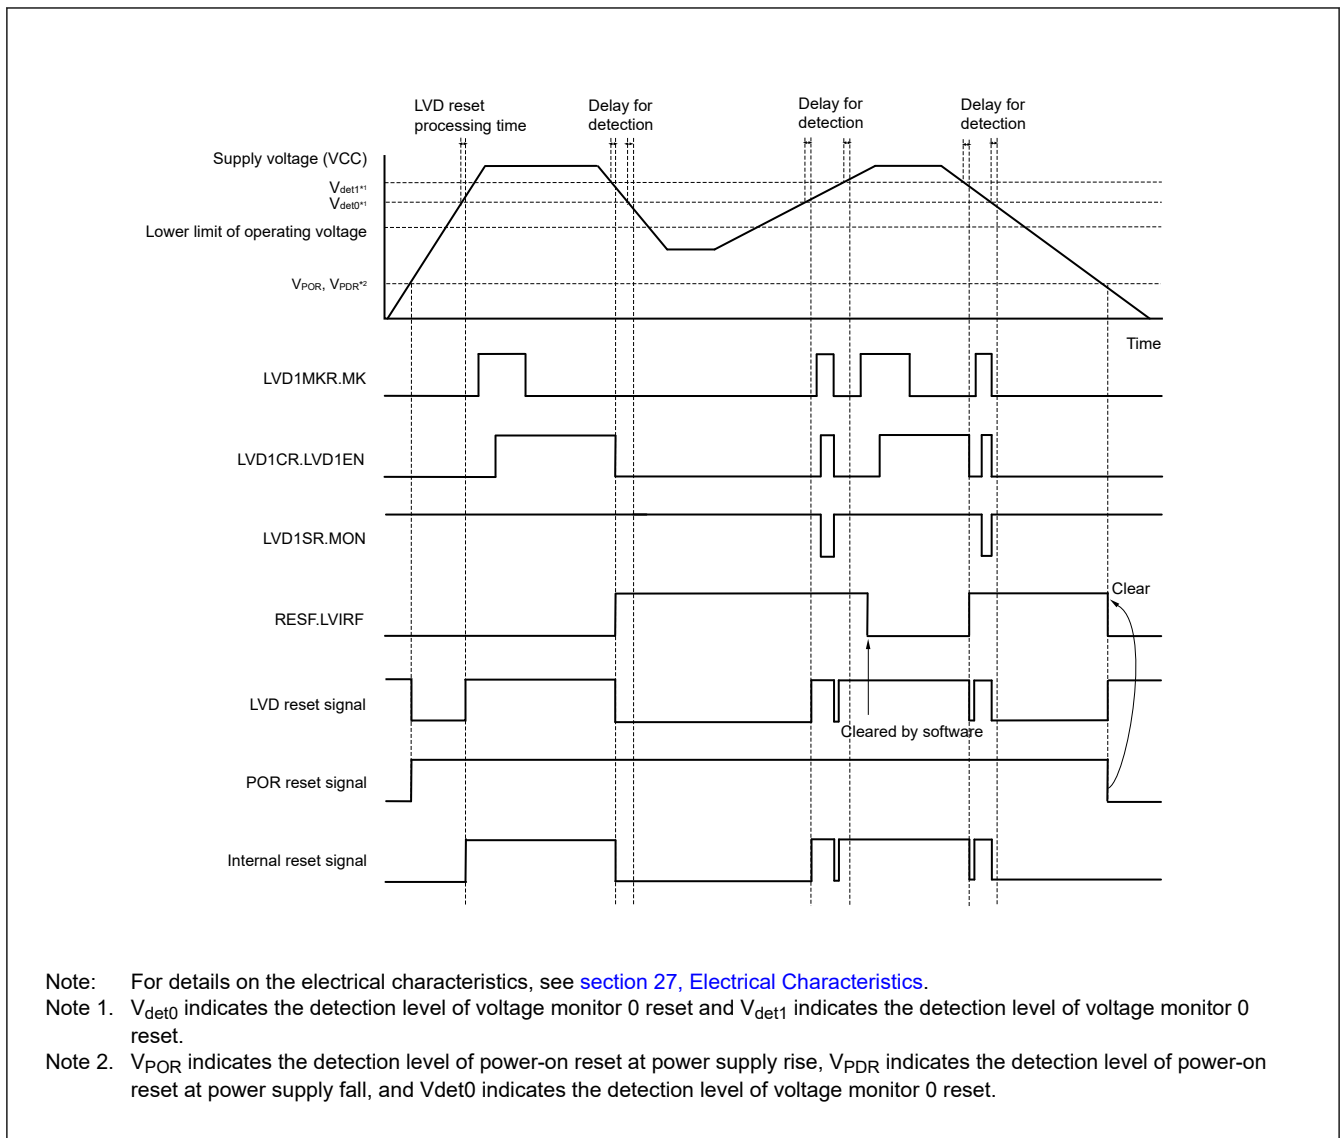 LVD reset
processing time
Delay for
detection
Delay for
detection
Delay for
detection
Supply voltage (VCC)
Vdet1*1
Vdet0*1
Lower limit of operating voltage
VPOR, VPDR*2
Time
LVD1MKR.MK
LVD1CR.LVD1EN
LVD1SR.MON
Clear
RESF.LVIRF
LVD reset signal
Cleared by software
POR reset signal
Internal reset signal
Note: For details on the electrical characteristics, see section 27, Electrical Characteristics.
Note 1. Vdet0 indicates the detection level of voltage monitor 0 reset and Vdet1 indicates the detection level of voltage monitor 0
reset.
Note 2. VPOR indicates the detection level of power-on reset at power supply rise, VPDR indicates the detection level of power-on
reset at power supply fall, and Vdet0 indicates the detection level of voltage monitor 0 reset.